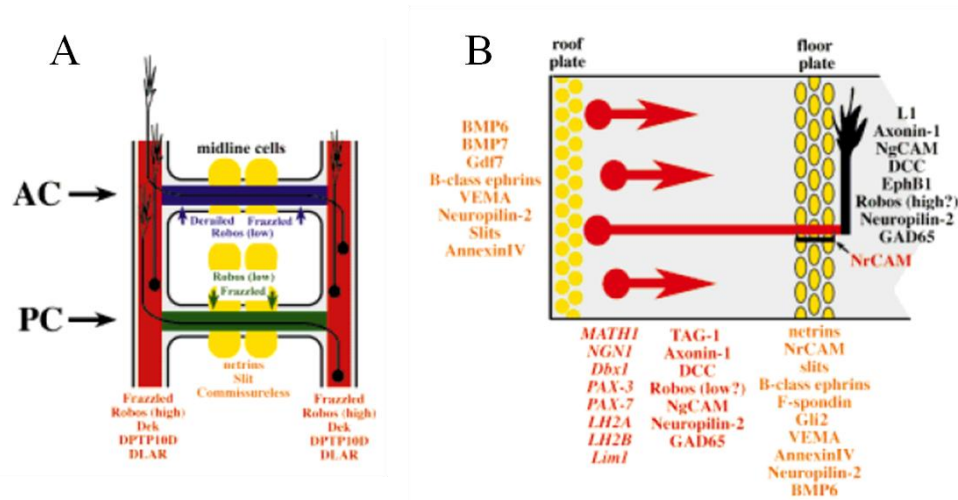 A
midline cells
AC
Derailed Frazzled
Robos (low)
Robos (low)
Frazzled
PC
netrins
Slit
Commissureless
Frazzled
Robos (high)
Dek
DPTP10D
DLAR
Frazzled
Robos (high)
Dek
DPTP10D
DLAR
B
roof
plate
floor
plate
BMP6
BMP7
Gdf7
B-class ephrins
VEMA
Neuropilin-2
Slits
AnnexinIV
L1
Axonin-1
NgCAM
DCC
EphB1
Robos (high?)
Neuropilin-2
GAD65
NrCAM
MATH1
NGN1
Dbx1
PAX-3
PAX-7
LH2A
LH2B
Lim1
TAG-1
Axonin-1
DCC
Robos (low?)
NgCAM
Neuropilin-2
GAD65
netrins
NrCAM
slits
B-class ephrins
F-spondin
Gli2
VEMA
AnnexinIV
Neuropilin-2
BMP6